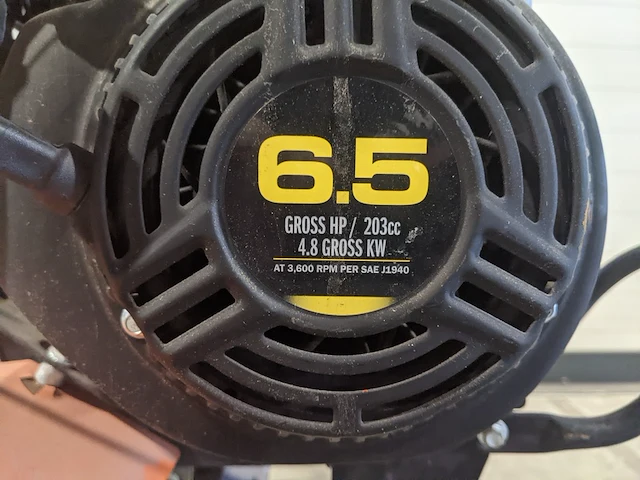 6.5
GROSS HP / 203cc
4.8 GROSS KW
AT 3,600 RPM PER SAE J1940